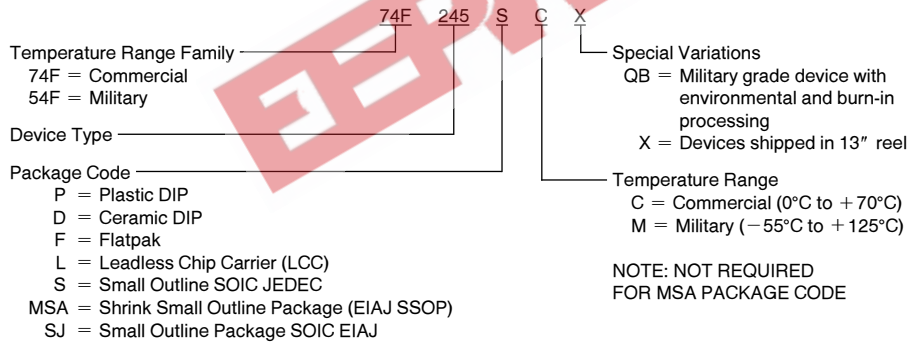 74F 245 S C X
Temperature Range Family
74F = Commercial
54F = Military
Device Type
Package Code
P = Plastic DIP
D = Ceramic DIP
F = Flatpak
L = Leadless Chip Carrier (LCC)
S = Small Outline SOIC JEDEC
MSA = Shrink Small Outline Package (EIAJ SSOP)
SJ = Small Outline Package SOIC EIAJ
Special Variations
QB = Military grade device with
environmental and burn-in
processing
X = Devices shipped in 13″ reel
Temperature Range
C = Commercial (0°C to +70°C)
M = Military (−55°C to +125°C)
NOTE: NOT REQUIRED
FOR MSA PACKAGE CODE